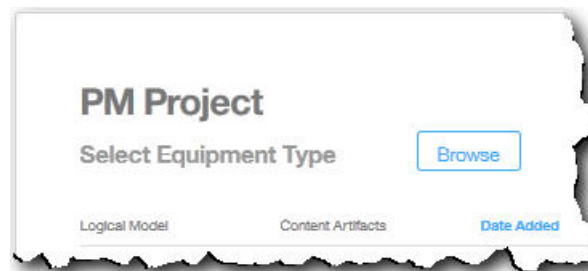 PM Project
Select Equipment Type Browse
Logical Model Content Artifacts Date Added